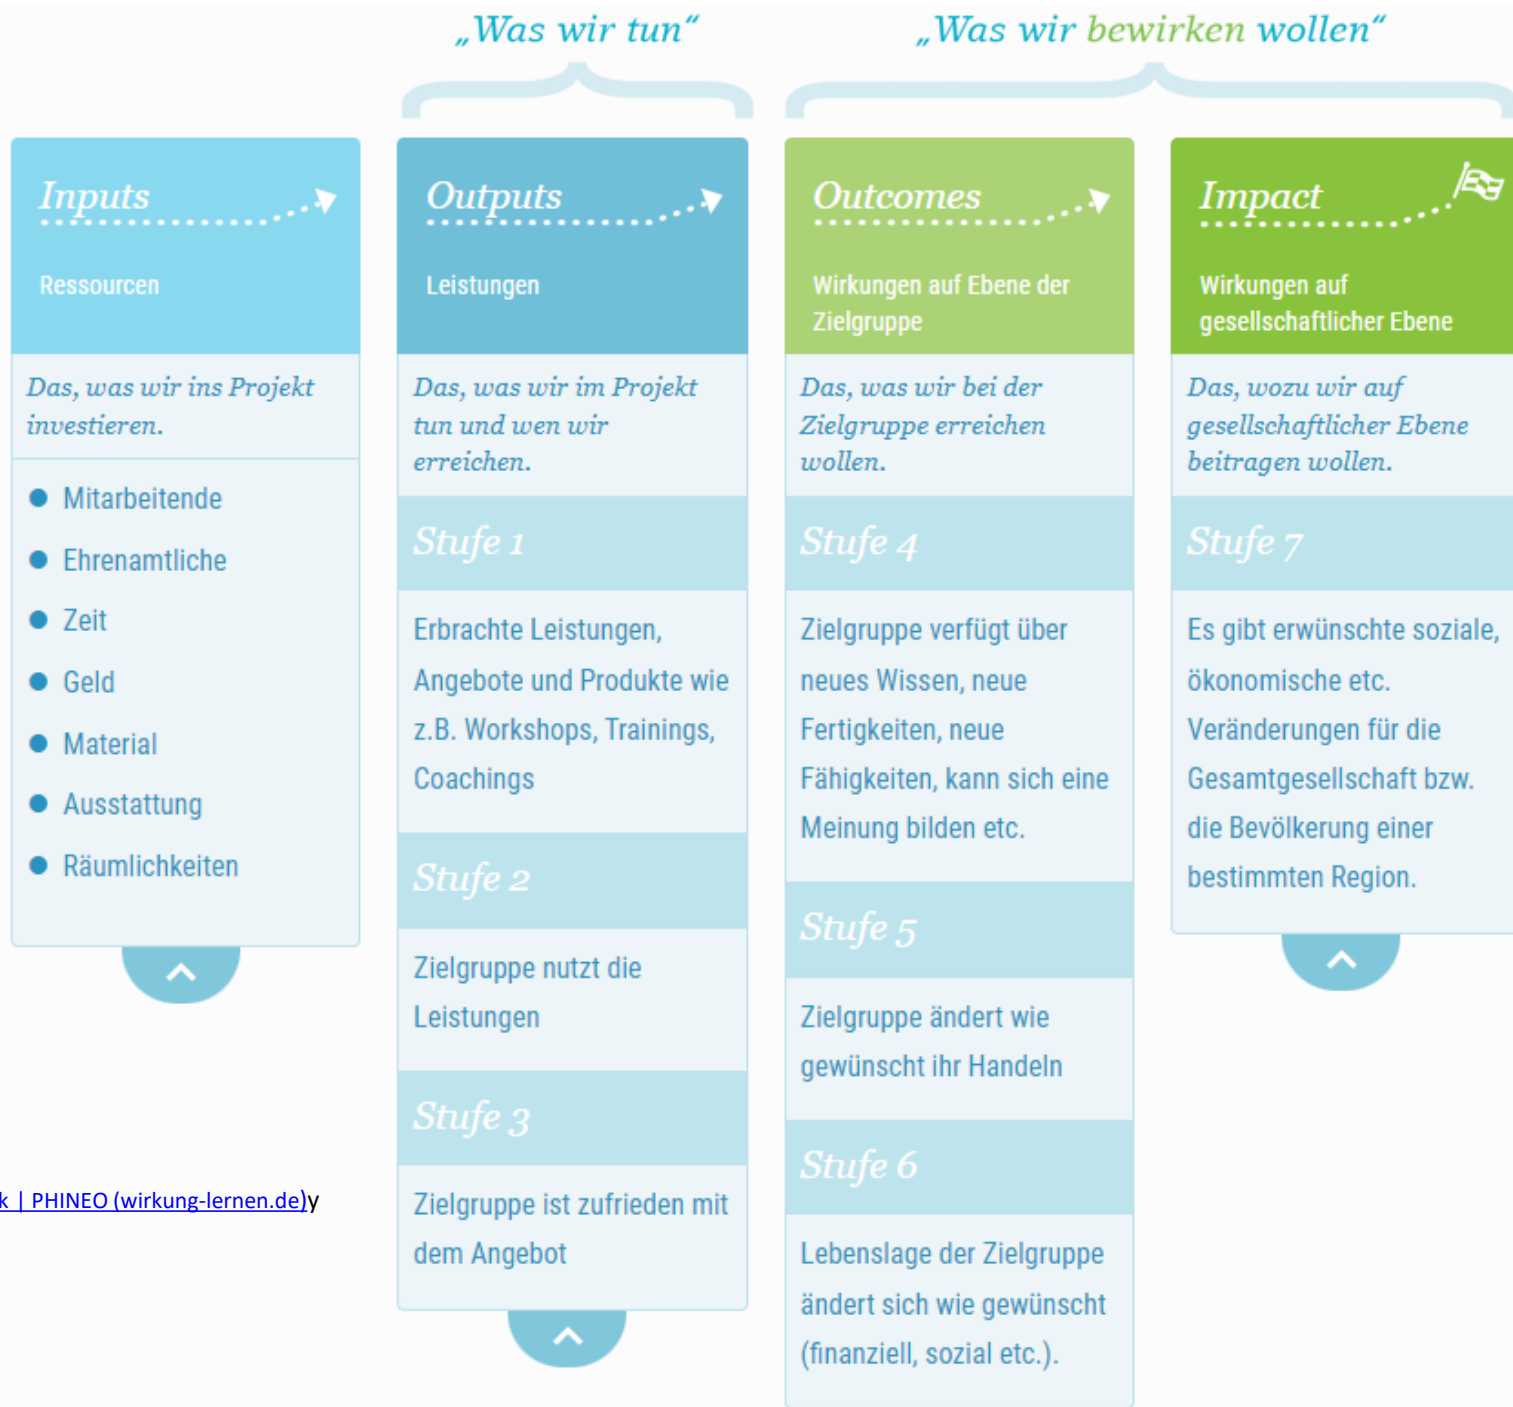 „Was wir tun“
„Was wir bewirken wollen“
Inputs
Ressourcen
Das, was wir ins Projekt
investieren.
Mitarbeitende
Ehrenamtliche
Zeit
Geld
Material
Ausstattung
Räumlichkeiten
Outputs
Leistungen
Das, was wir im Projekt
tun und wen wir
erreichen.
Stufe 1
Erbrachte Leistungen,
Angebote und Produkte wie
z.B. Workshops, Trainings,
Coachings
Stufe 2
Zielgruppe nutzt die
Leistungen
Stufe 3
Zielgruppe ist zufrieden mit
dem Angebot
Outcomes
Wirkungen auf Ebene der
Zielgruppe
Das, was wir bei der
Zielgruppe erreichen
wollen.
Stufe 4
Zielgruppe verfügt über
neues Wissen, neue
Fertigkeiten, neue
Fähigkeiten, kann sich eine
Meinung bilden etc.
Stufe 5
Zielgruppe ändert wie
gewünscht ihr Handeln
Stufe 6
Lebenslage der Zielgruppe
ändert sich wie gewünscht
(finanziell, sozial etc.).
Impact
Wirkungen auf
gesellschaftlicher Ebene
Das, wozu wir auf
gesellschaftlicher Ebene
beitragen wollen.
Stufe 7
Es gibt erwünschte soziale,
ökonomische etc.
Veränderungen für die
Gesamtgesellschaft bzw.
die Bevölkerung einer
bestimmten Region.
k | PHINEO (wirkung-lernen.de)y